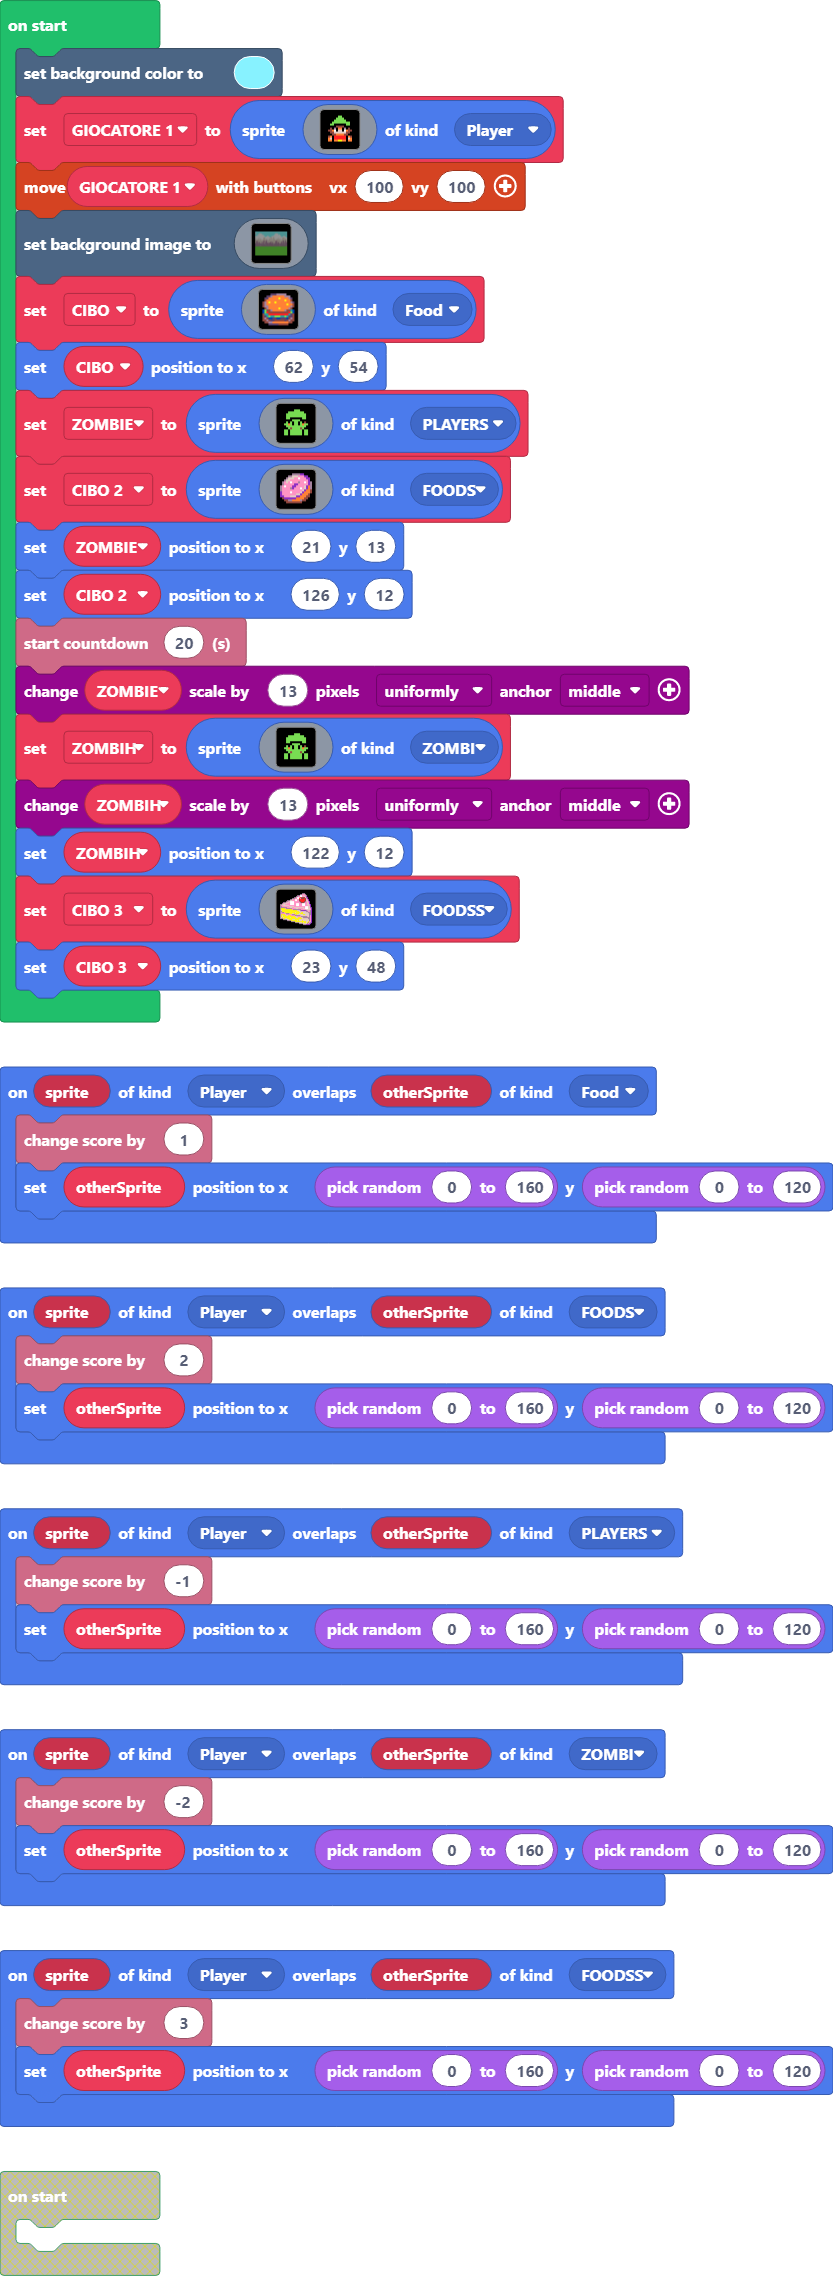 on start
set background color to
set GIOCATORE 1 to sprite of kind Player
move GIOCATORE 1 with buttons vx 100 vy 100
set background image to
set CIBO to sprite of kind Food
set CIBO position to x 62 y 54
set ZOMBIE to sprite of kind PLAYERS
set CIBO 2 to sprite of kind FOODS
set ZOMBIE position to x 21 y 13
set CIBO 2 position to x 126 y 12
start countdown 20 (s)
change ZOMBIE scale by 13 pixels uniformly anchor middle
set ZOMBIH to sprite of kind ZOMBI
change ZOMBIH scale by 13 pixels uniformly anchor middle
set ZOMBIH position to x 122 y 12
set CIBO 3 to sprite of kind FOODSS
set CIBO 3 position to x 23 y 48
on sprite of kind Player overlaps otherSprite of kind Food
change score by 1
set otherSprite position to x pick random 0 to 160 y pick random 0 to 120
on sprite of kind Player overlaps otherSprite of kind FOODS
change score by 2
set otherSprite position to x pick random 0 to 160 y pick random 0 to 120
on sprite of kind Player overlaps otherSprite of kind PLAYERS
change score by -1
set otherSprite position to x pick random 0 to 160 y pick random 0 to 120
on sprite of kind Player overlaps otherSprite of kind ZOMBI
change score by -2
set otherSprite position to x pick random 0 to 160 y pick random 0 to 120
on sprite of kind Player overlaps otherSprite of kind FOODSS
change score by 3
set otherSprite position to x pick random 0 to 160 y pick random 0 to 120
on start